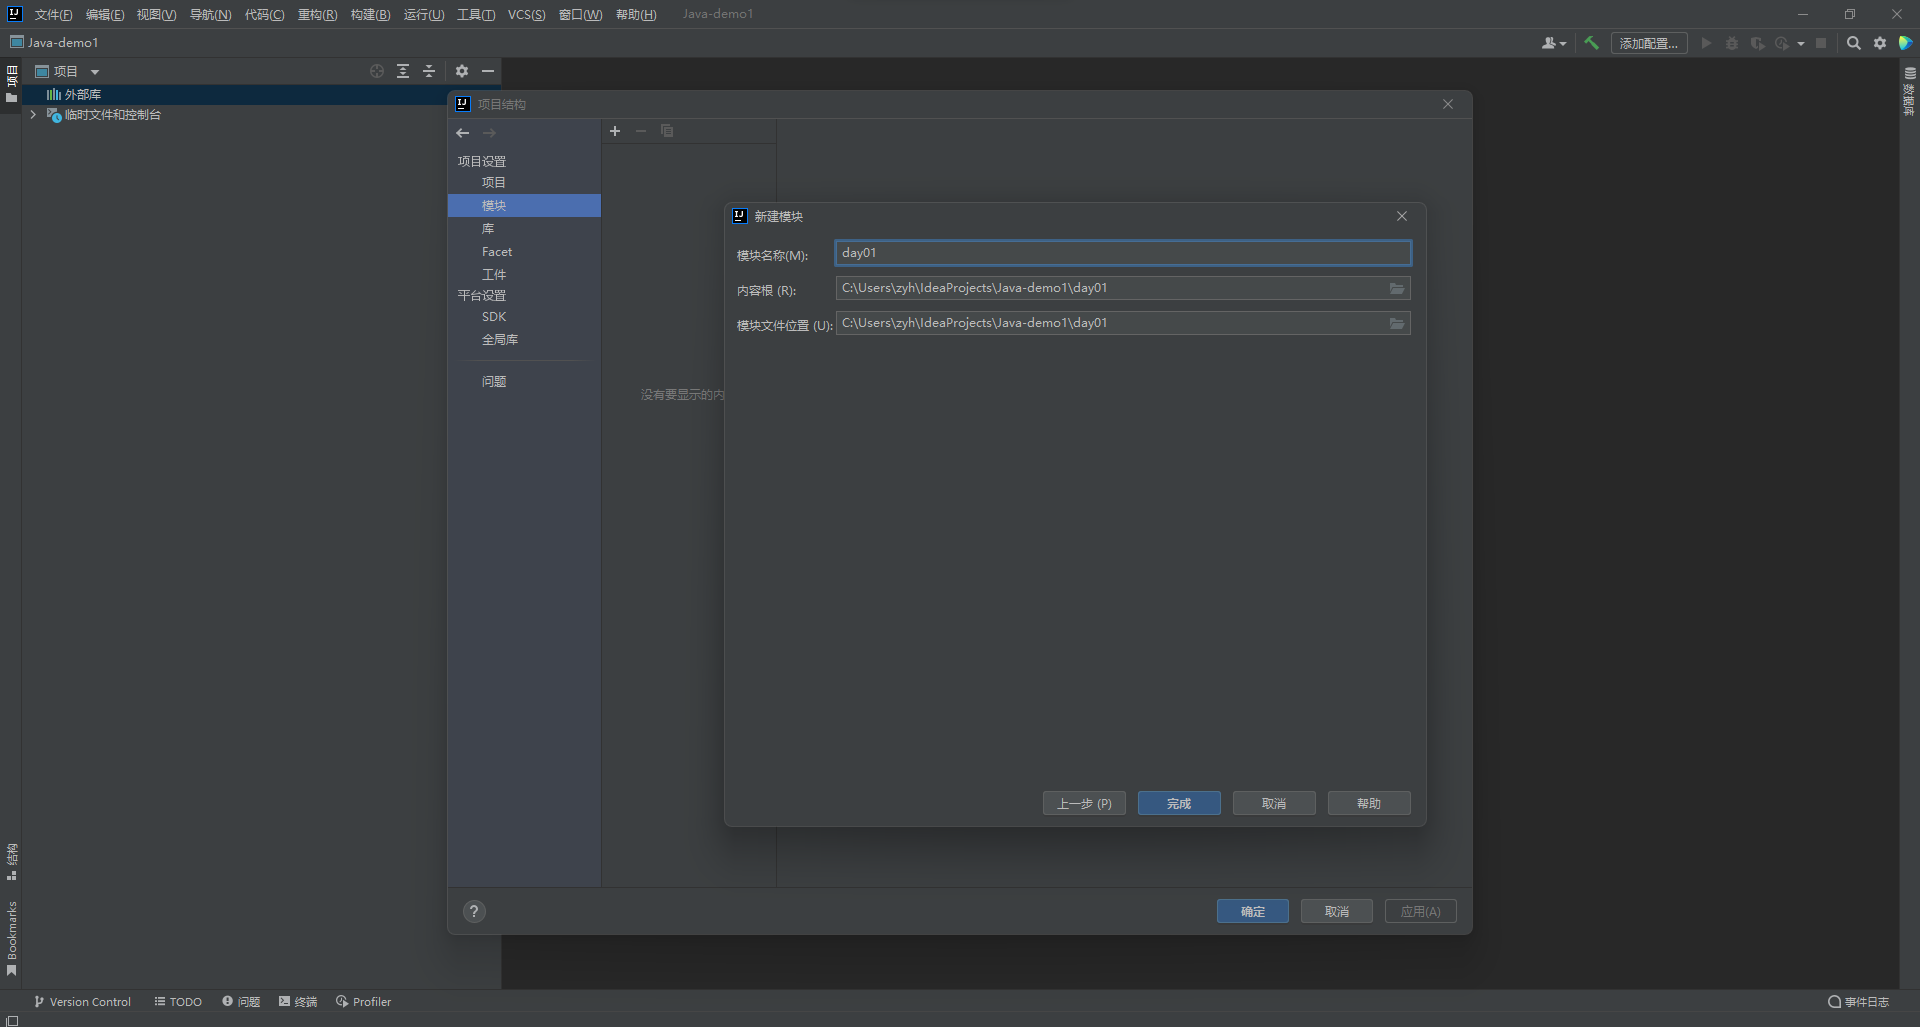 文件(F) 编辑(E) 视图(V) 导航(N) 代码(C) 重构(R) 构建(B) 运行(U) 工具(T) VCS(S) 窗口(W) 帮助(H) Java-demo1
Java-demo1
添加配置...
项目
项目
外部库
临时文件和控制台
结构
Bookmarks
数据库
项目结构
项目设置
项目
模块
库
Facet
工件
平台设置
SDK
全局库
问题
没有要显示的内
新建模块
模块名称(M): day01
内容根 (R): C:\Users\zyh\IdeaProjects\Java-demo1\day01
模块文件位置 (U): C:\Users\zyh\IdeaProjects\Java-demo1\day01
上一步 (P) 完成 取消 帮助
? 确定 取消 应用(A)
Version Control TODO 问题 终端 Profiler 事件日志